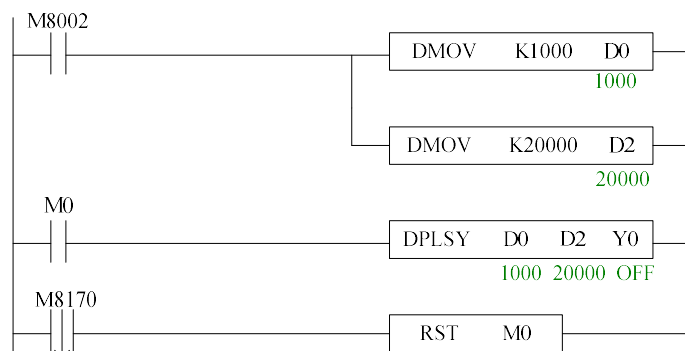 M8002
DMOV K1000 D0
1000
DMOV K20000 D2
20000
M0
DPLSY D0 D2 Y0
1000 20000 OFF
M8170
RST M0